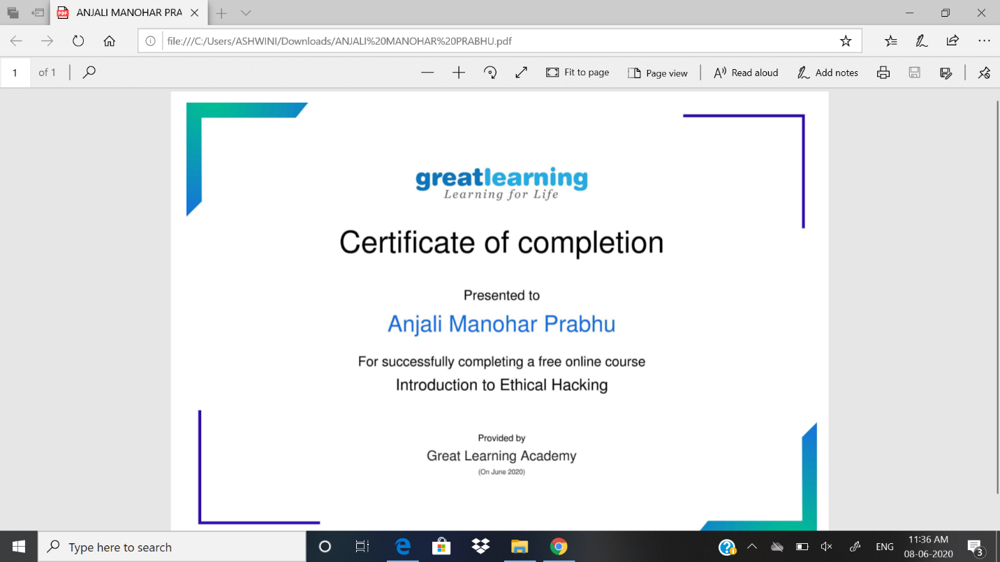 ANJALI MANOHAR PRA
file:///C:/Users/ASHWINI/Downloads/ANJALI%20MANOHAR%20PRABHU.pdf
1 of 1
Fit to page
Page view
Read aloud
Add notes
greatlearning
Learning for Life
Certificate of completion
Presented to
Anjali Manohar Prabhu
For successfully completing a free online course
Introduction to Ethical Hacking
Provided by
Great Learning Academy
(On June 2020)
Type here to search
ENG
11:36 AM
08-06-2020
3